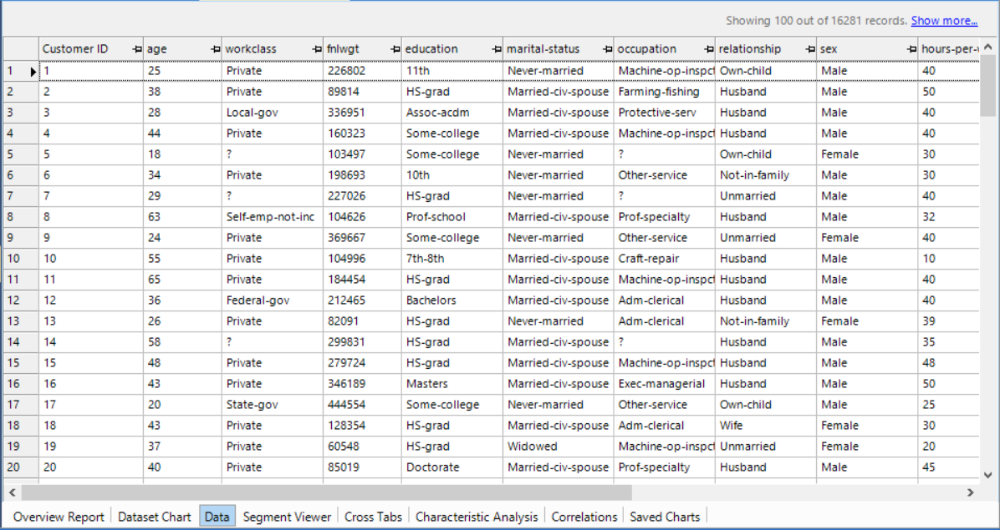 Showing 100 out of 16281 records. Show more...
Customer ID age workclass fnlwgt education marital-status occupation relationship sex hours-per-
1 1 25 Private 226802 11th Never-married Machine-op-inspct Own-child Male 40
2 2 38 Private 89814 HS-grad Married-civ-spouse Farming-fishing Husband Male 50
3 3 28 Local-gov 336951 Assoc-acdm Married-civ-spouse Protective-serv Husband Male 40
4 4 44 Private 160323 Some-college Married-civ-spouse Machine-op-inspct Husband Male 40
5 5 18 ? 103497 Some-college Never-married ? Own-child Female 30
6 6 34 Private 198693 10th Never-married Other-service Not-in-family Male 30
7 7 29 ? 227026 HS-grad Never-married ? Unmarried Male 40
8 8 63 Self-emp-not-inc 104626 Prof-school Married-civ-spouse Prof-specialty Husband Male 32
9 9 24 Private 369667 Some-college Never-married Other-service Unmarried Female 40
10 10 55 Private 104996 7th-8th Married-civ-spouse Craft-repair Husband Male 10
11 11 65 Private 184454 HS-grad Married-civ-spouse Machine-op-inspct Husband Male 40
12 12 36 Federal-gov 212465 Bachelors Married-civ-spouse Adm-clerical Husband Male 40
13 13 26 Private 82091 HS-grad Never-married Adm-clerical Not-in-family Female 39
14 14 58 ? 299831 HS-grad Married-civ-spouse ? Husband Male 35
15 15 48 Private 279724 HS-grad Married-civ-spouse Machine-op-inspct Husband Male 48
16 16 43 Private 346189 Masters Married-civ-spouse Exec-managerial Husband Male 50
17 17 20 State-gov 444554 Some-college Never-married Other-service Own-child Male 25
18 18 43 Private 128354 HS-grad Married-civ-spouse Adm-clerical Wife Female 30
19 19 37 Private 60548 HS-grad Widowed Machine-op-inspct Unmarried Female 20
20 20 40 Private 85019 Doctorate Married-civ-spouse Prof-specialty Husband Male 45
Overview Report Dataset Chart Data Segment Viewer Cross Tabs Characteristic Analysis Correlations Saved Charts